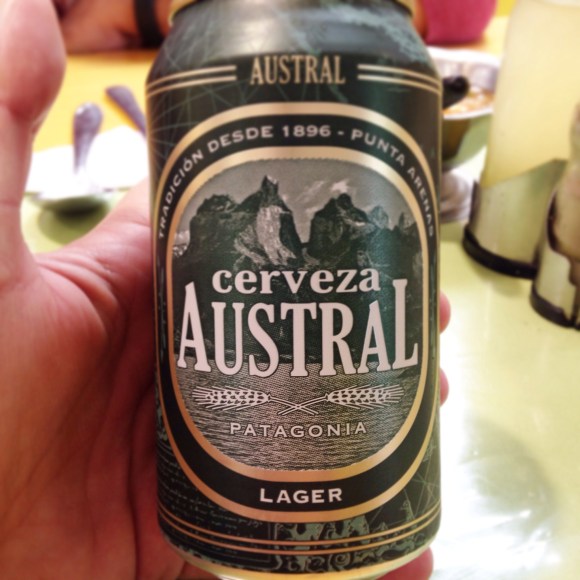 AUSTRAL
TRADICIÓN DESDE 1896 - PUNTA ARENAS
cerveza
AUSTRAL
PATAGONIA
LAGER